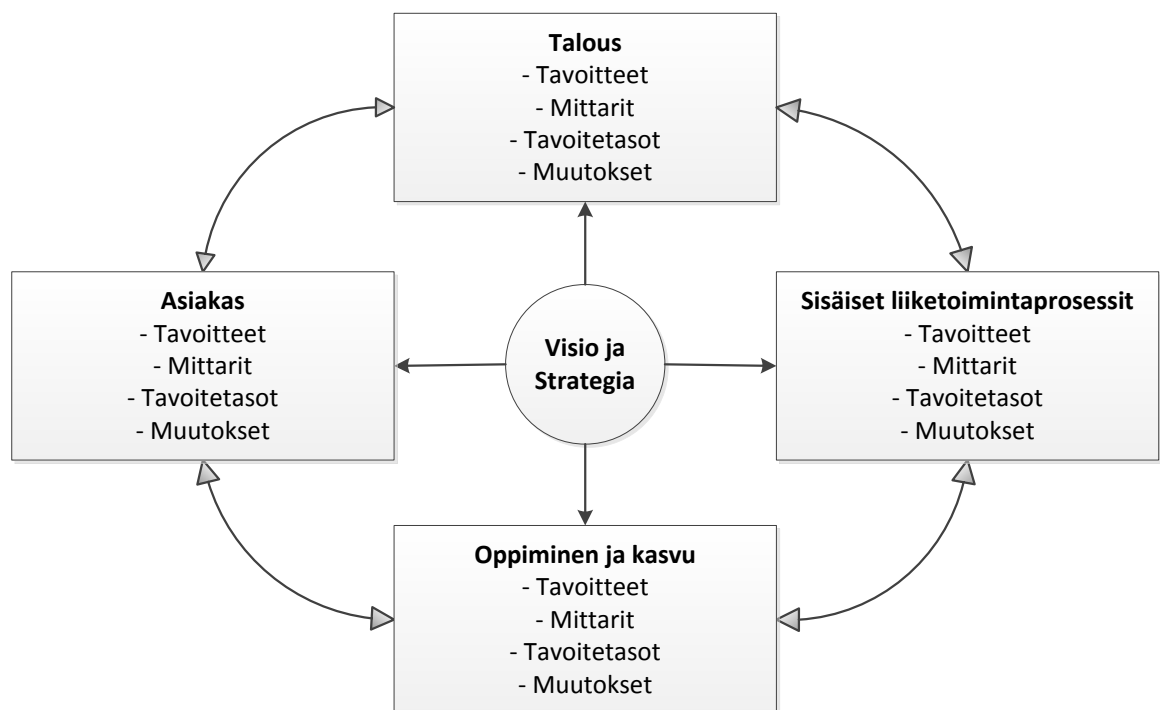 Talous
- Tavoitteet
- Mittarit
- Tavoitetasot
- Muutokset
Asiakas
- Tavoitteet
- Mittarit
- Tavoitetasot
- Muutokset
Visio ja
Strategia
Sisäiset liiketoimintaprosessit
- Tavoitteet
- Mittarit
- Tavoitetasot
- Muutokset
Oppiminen ja kasvu
- Tavoitteet
- Mittarit
- Tavoitetasot
- Muutokset